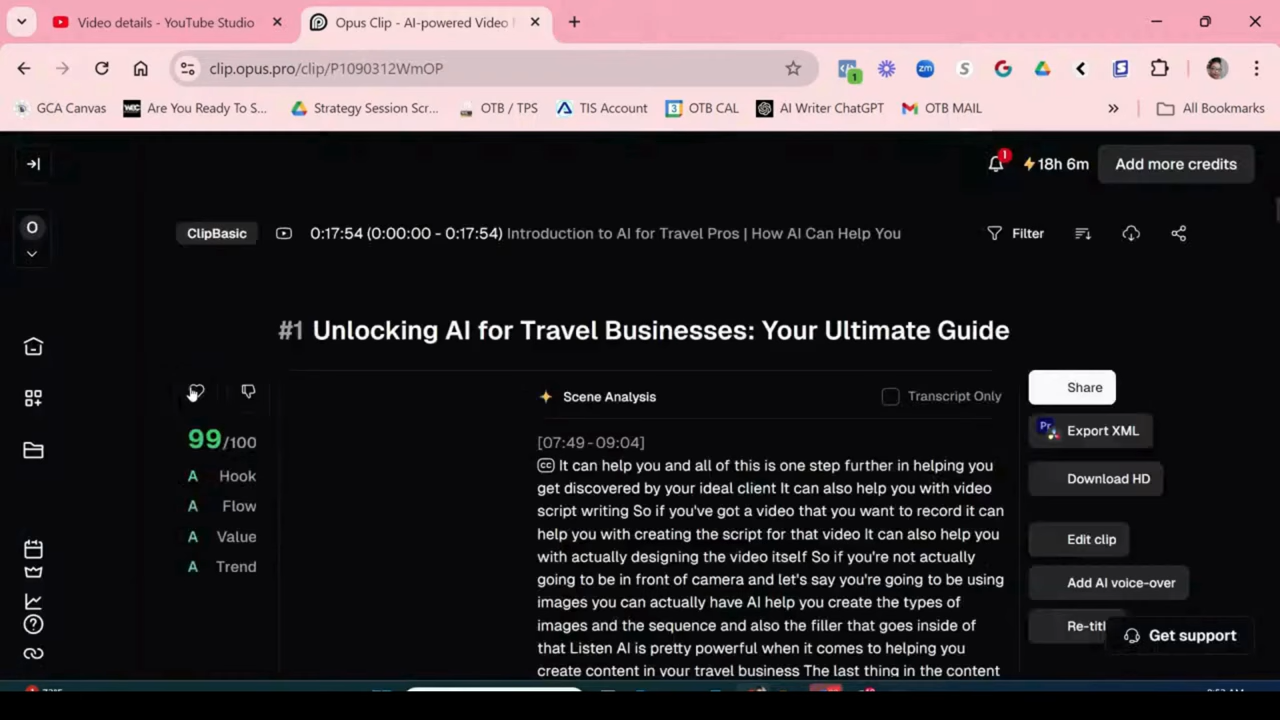 Video details - YouTube Studio
Opus Clip - AI-powered Video
clip.opus.pro/clip/P1090312WmOP
1
zm
S
GCA Canvas
Are You Ready To S...
Strategy Session Scr...
OTB / TPS
TIS Account
OTB CAL
AI Writer ChatGPT
OTB MAIL
All Bookmarks
1
18h 6m
Add more credits
O
ClipBasic
0:17:54 (0:00:00 - 0:17:54) Introduction to AI for Travel Pros | How AI Can Help You
Filter
#1 Unlocking AI for Travel Businesses: Your Ultimate Guide
Scene Analysis
Transcript Only
Share
99/100
A Hook
A Flow
A Value
A Trend
[07:49 - 09:04]
CC It can help you and all of this is one step further in helping you
get discovered by your ideal client It can also help you with video
script writing So if you've got a video that you want to record it can
help you with creating the script for that video It can also help you
with actually designing the video itself So if you're not actually
going to be in front of camera and let's say you're going to be using
images you can actually have AI help you create the types of
images and the sequence and also the filler that goes inside of
that Listen AI is pretty powerful when it comes to helping you
create content in your travel business The last thing in the content
Pr
Export XML
Download HD
Edit clip
Add AI voice-over
Get support